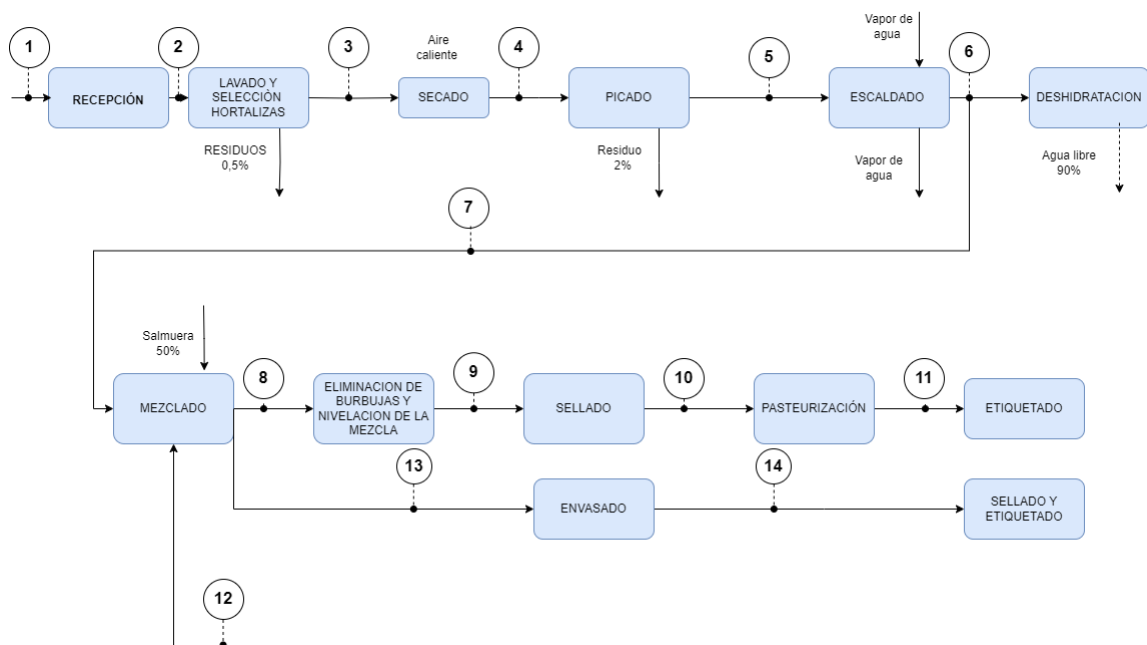 1
2
3
4
5
6
Aire
caliente
Vapor de
agua
RECEPCIÓN
LAVADO Y
SELECCIÒN
HORTALIZAS
SECADO
PICADO
ESCALDADO
DESHIDRATACION
RESIDUOS
0,5%
Residuo
2%
Vapor de
agua
Agua libre
90%
7
Salmuera
50%
8
9
10
11
MEZCLADO
ELIMINACION DE
BURBUJAS Y
NIVELACION DE LA
MEZCLA
SELLADO
PASTEURIZACIÓN
ETIQUETADO
13
14
ENVASADO
SELLADO Y
ETIQUETADO
12